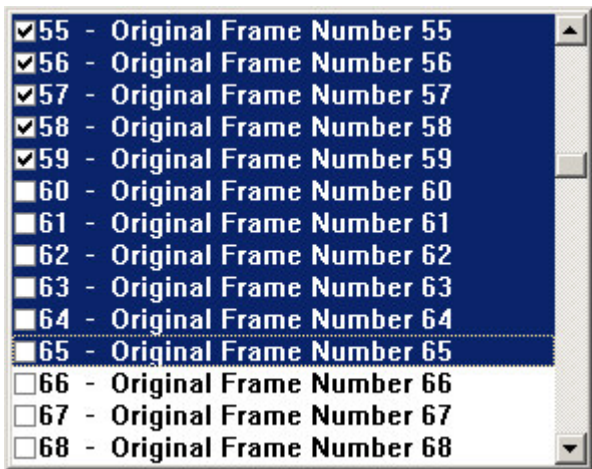 55 - Original Frame Number 55
56 - Original Frame Number 56
57 - Original Frame Number 57
58 - Original Frame Number 58
59 - Original Frame Number 59
60 - Original Frame Number 60
61 - Original Frame Number 61
62 - Original Frame Number 62
63 - Original Frame Number 63
64 - Original Frame Number 64
65 - Original Frame Number 65
66 - Original Frame Number 66
67 - Original Frame Number 67
68 - Original Frame Number 68